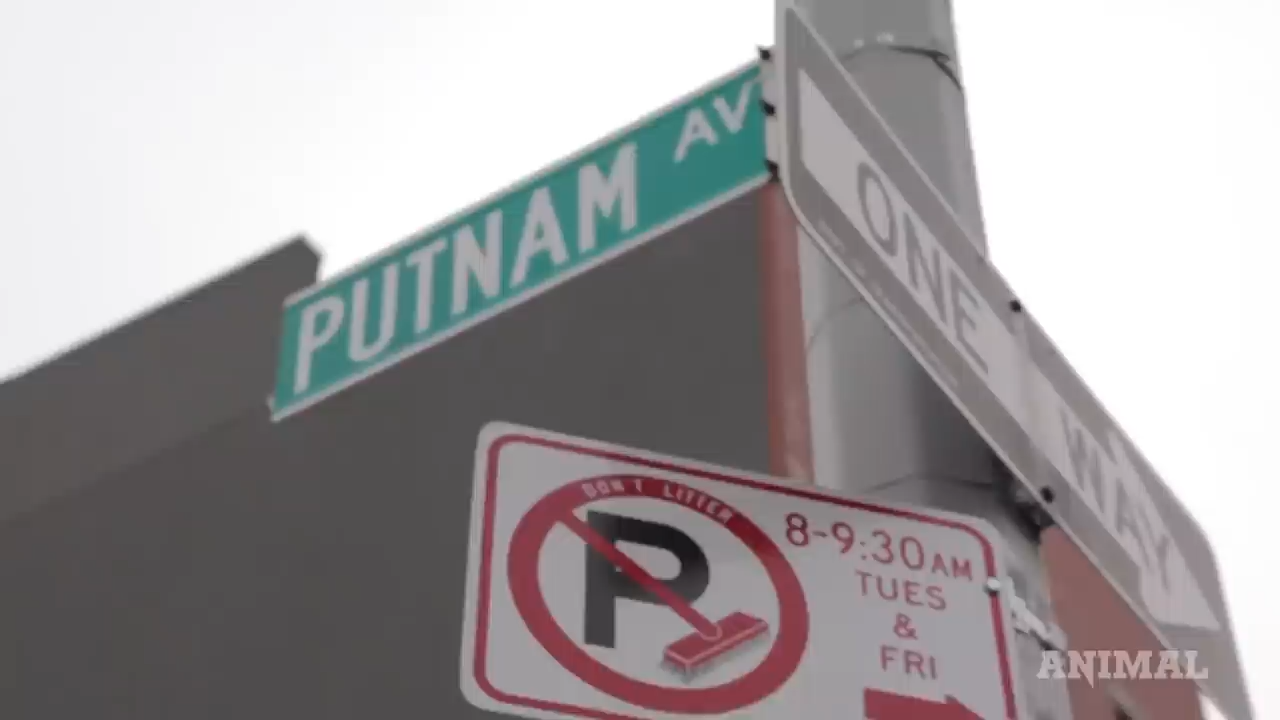 PUTNAM AV
ONE WAY
DON'T LITTER
P
8-9:30AM
TUES
&
FRI
ANIMAL